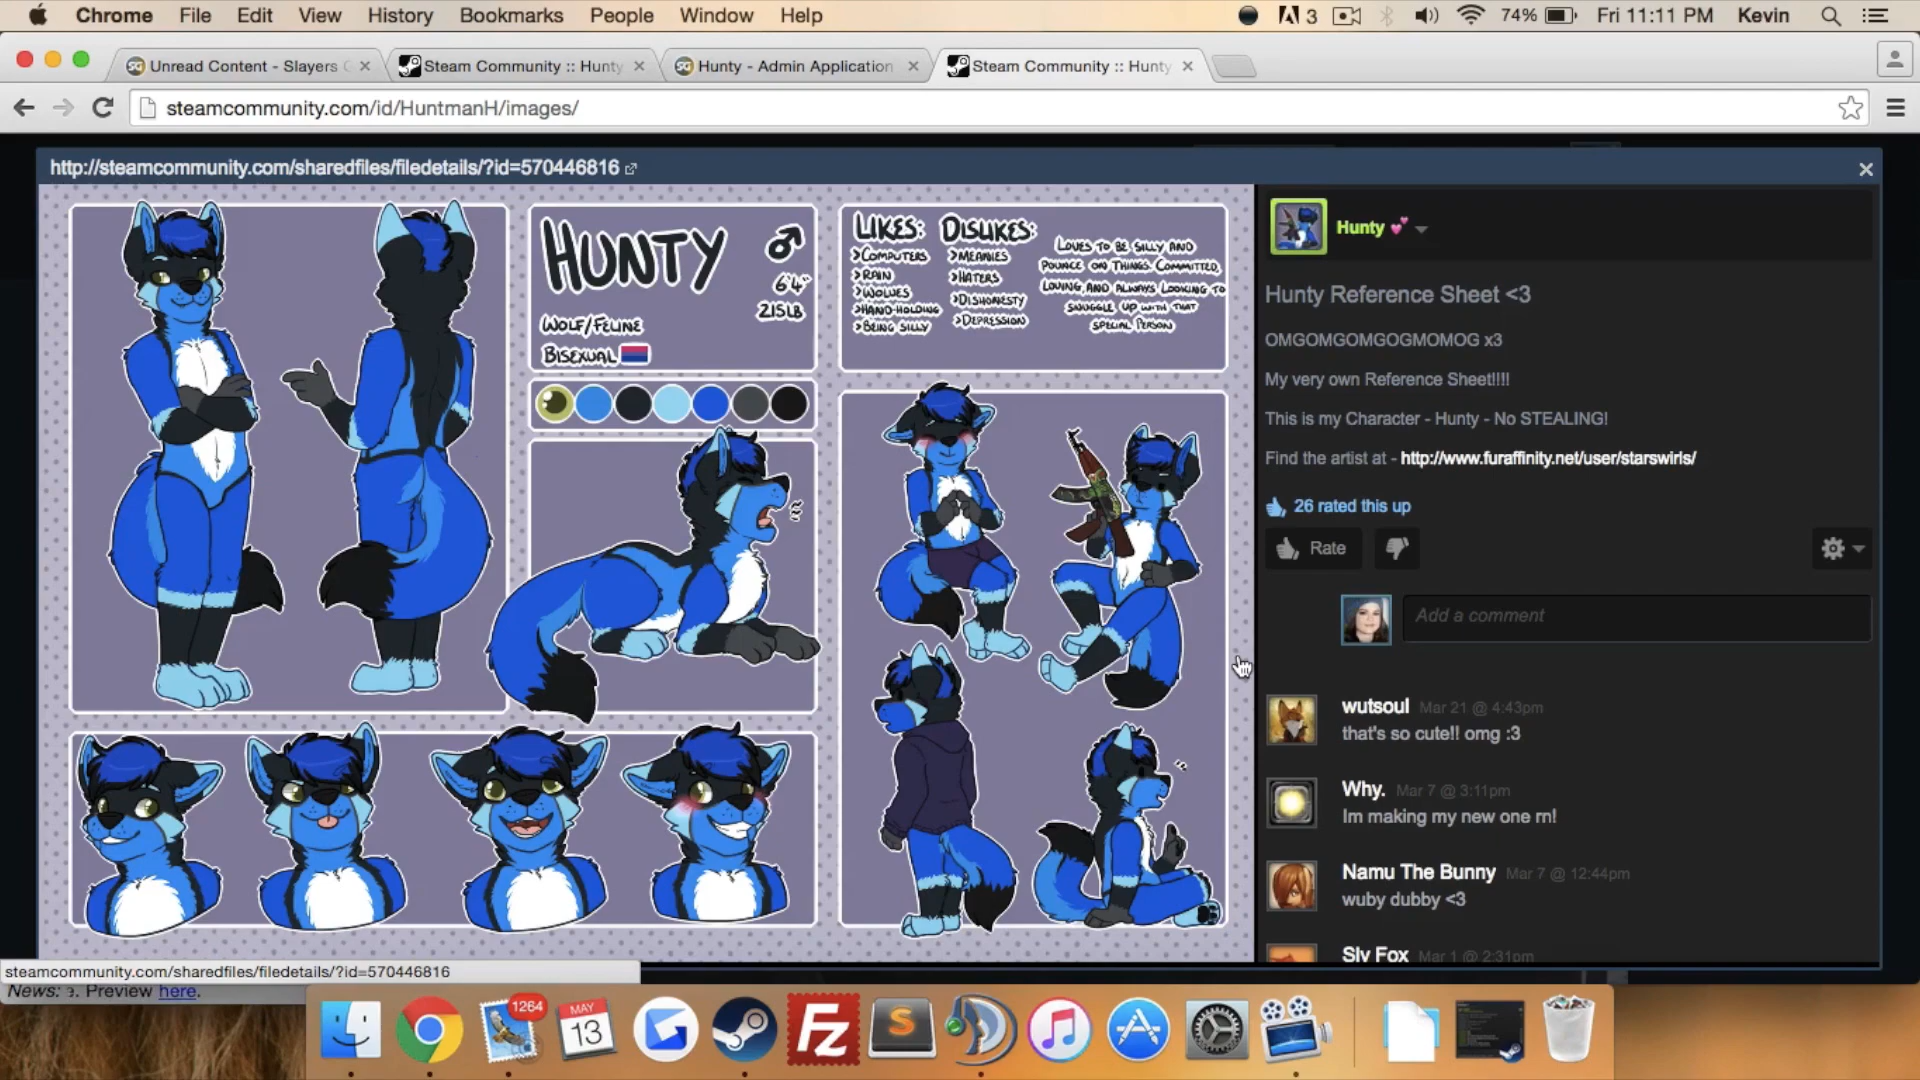 Chrome File Edit View History Bookmarks People Window Help
3 74% Fri 11:11 PM Kevin
Unread Content - Slayers G
Steam Community :: Hunty
Hunty - Admin Application
Steam Community :: Hunty
steamcommunity.com/id/HuntmanH/images/
http://steamcommunity.com/sharedfiles/filedetails/?id=570446816
HUNTY
6'4"
215LB
WOLF/FELINE
BISEXUAL
LIKES:
>COMPUTERS
>RAIN
>WOLVES
>HAND-HOLDING
>BEING SILLY
DISLIKES:
>MEANIES
>HATERS
>DISHONESTY
>DEPRESSION
LOVES TO BE SILLY AND
POUNCE ON THINGS. COMMITTED,
LOVING, AND ALWAYS LOOKING TO
SNUGGLE UP WITH THAT
SPECIAL PERSON
Hunty
Hunty Reference Sheet <3
OMGOMGOMGOGMOMOG x3
My very own Reference Sheet!!!!
This is my Character - Hunty - No STEALING!
Find the artist at - http://www.furaffinity.net/user/starswirls/
26 rated this up
Rate
Add a comment
wutsoul Mar 21 @ 4:43pm
that's so cute!! omg :3
Why. Mar 7 @ 3:11pm
Im making my new one rn!
Namu The Bunny Mar 7 @ 12:44pm
wuby dubby <3
Sly Fox Mar 1 @ 2:31pm
steamcommunity.com/sharedfiles/filedetails/?id=570446816
News: Preview here.
1264
MAY
13
Fz
S